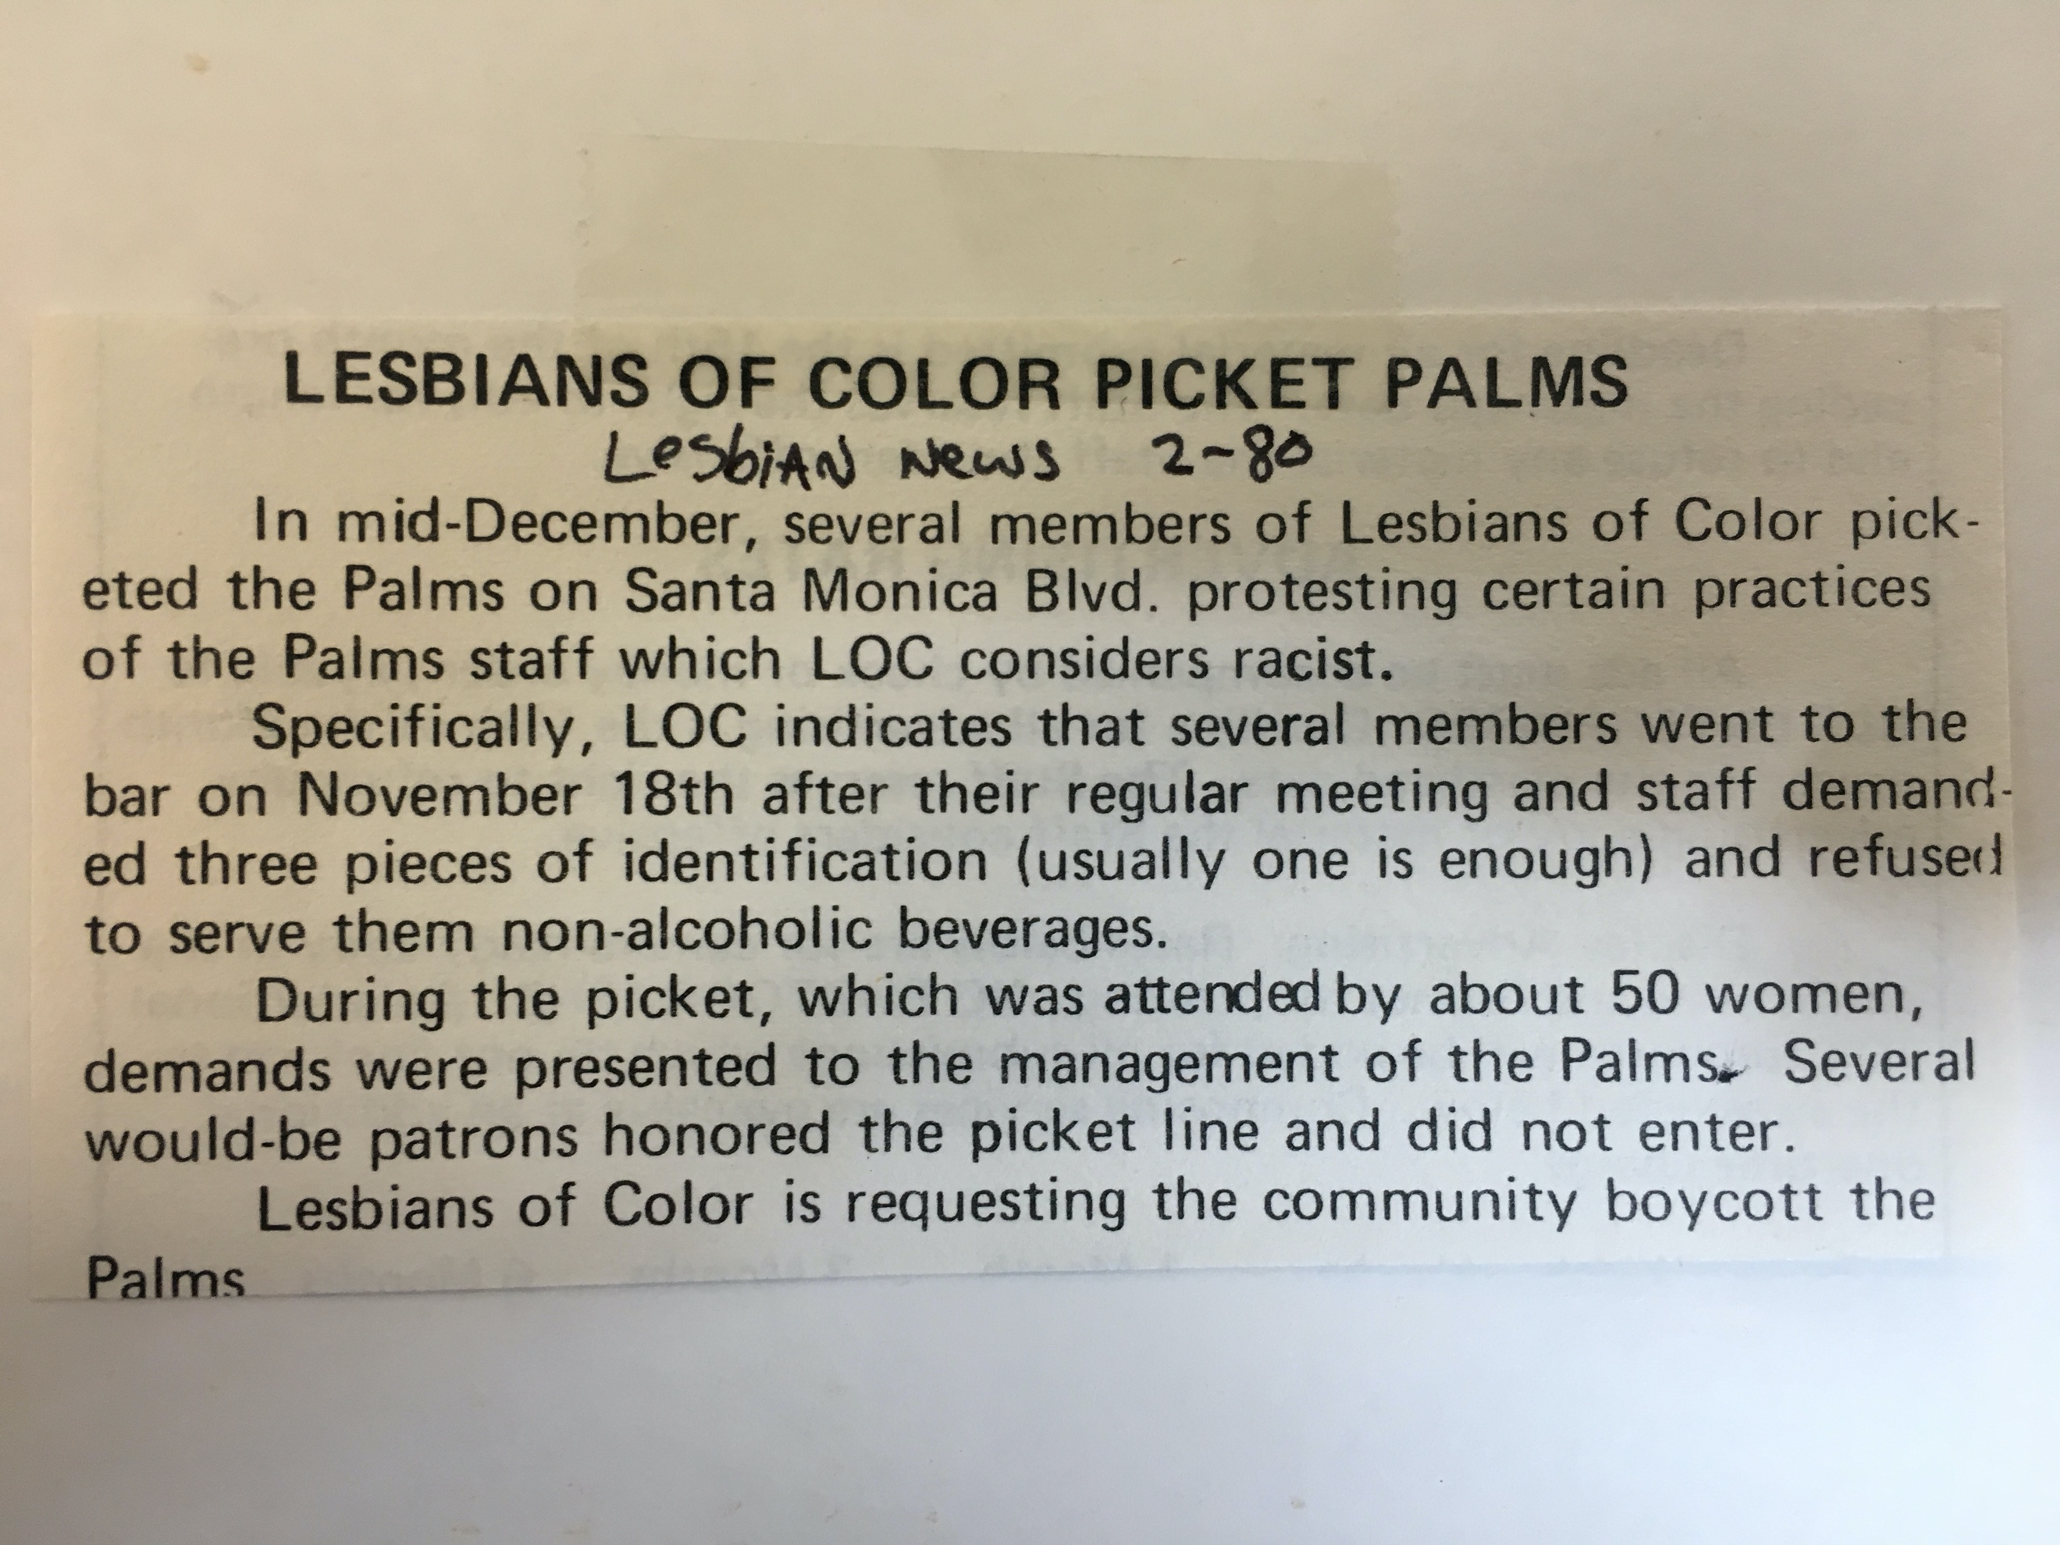 LESBIANS OF COLOR PICKET PALMS
Lesbian News 2-80
In mid-December, several members of Lesbians of Color pick-
eted the Palms on Santa Monica Blvd. protesting certain practices
of the Palms staff which LOC considers racist.
Specifically, LOC indicates that several members went to the
bar on November 18th after their regular meeting and staff demand-
ed three pieces of identification (usually one is enough) and refused
to serve them non-alcoholic beverages.
During the picket, which was attended by about 50 women,
demands were presented to the management of the Palms. Several
would-be patrons honored the picket line and did not enter.
Lesbians of Color is requesting the community boycott the
Palms